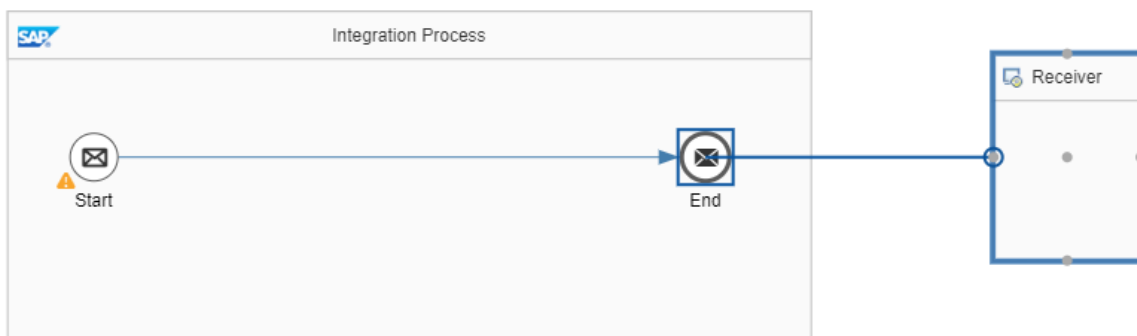 SAP
Integration Process
Receiver
Start
End